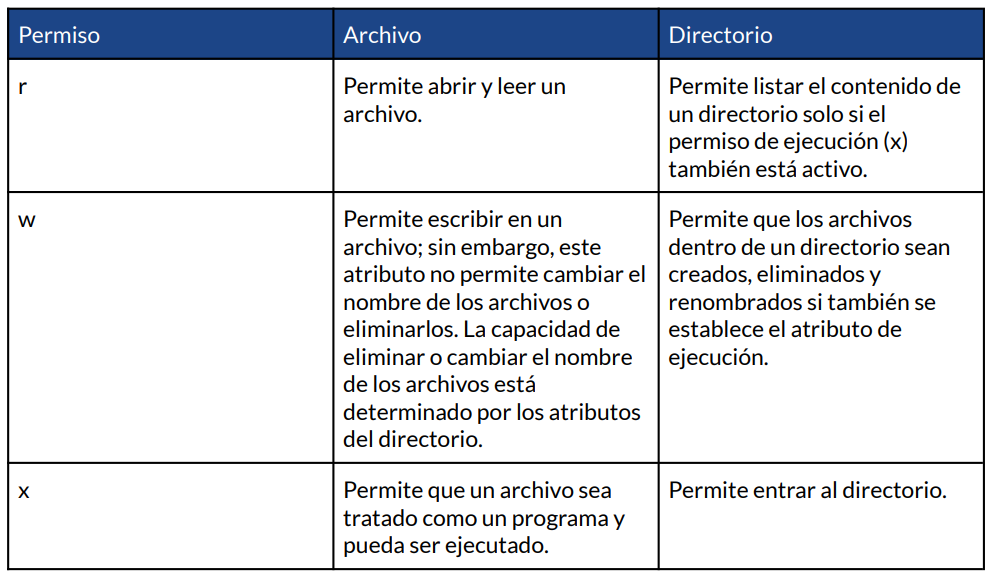 Permiso
Archivo
Directorio
r
Permite abrir y leer un
archivo.
Permite listar el contenido de
un directorio solo si el
permiso de ejecución (x)
también está activo.
w
Permite escribir en un
archivo; sin embargo, este
atributo no permite cambiar el
nombre de los archivos o
eliminarlos. La capacidad de
eliminar o cambiar el nombre
de los archivos está
determinado por los atributos
del directorio.
Permite que los archivos
dentro de un directorio sean
creados, eliminados y
renombrados si también se
establece el atributo de
ejecución.
x
Permite que un archivo sea
tratado como un programa y
pueda ser ejecutado.
Permite entrar al directorio.